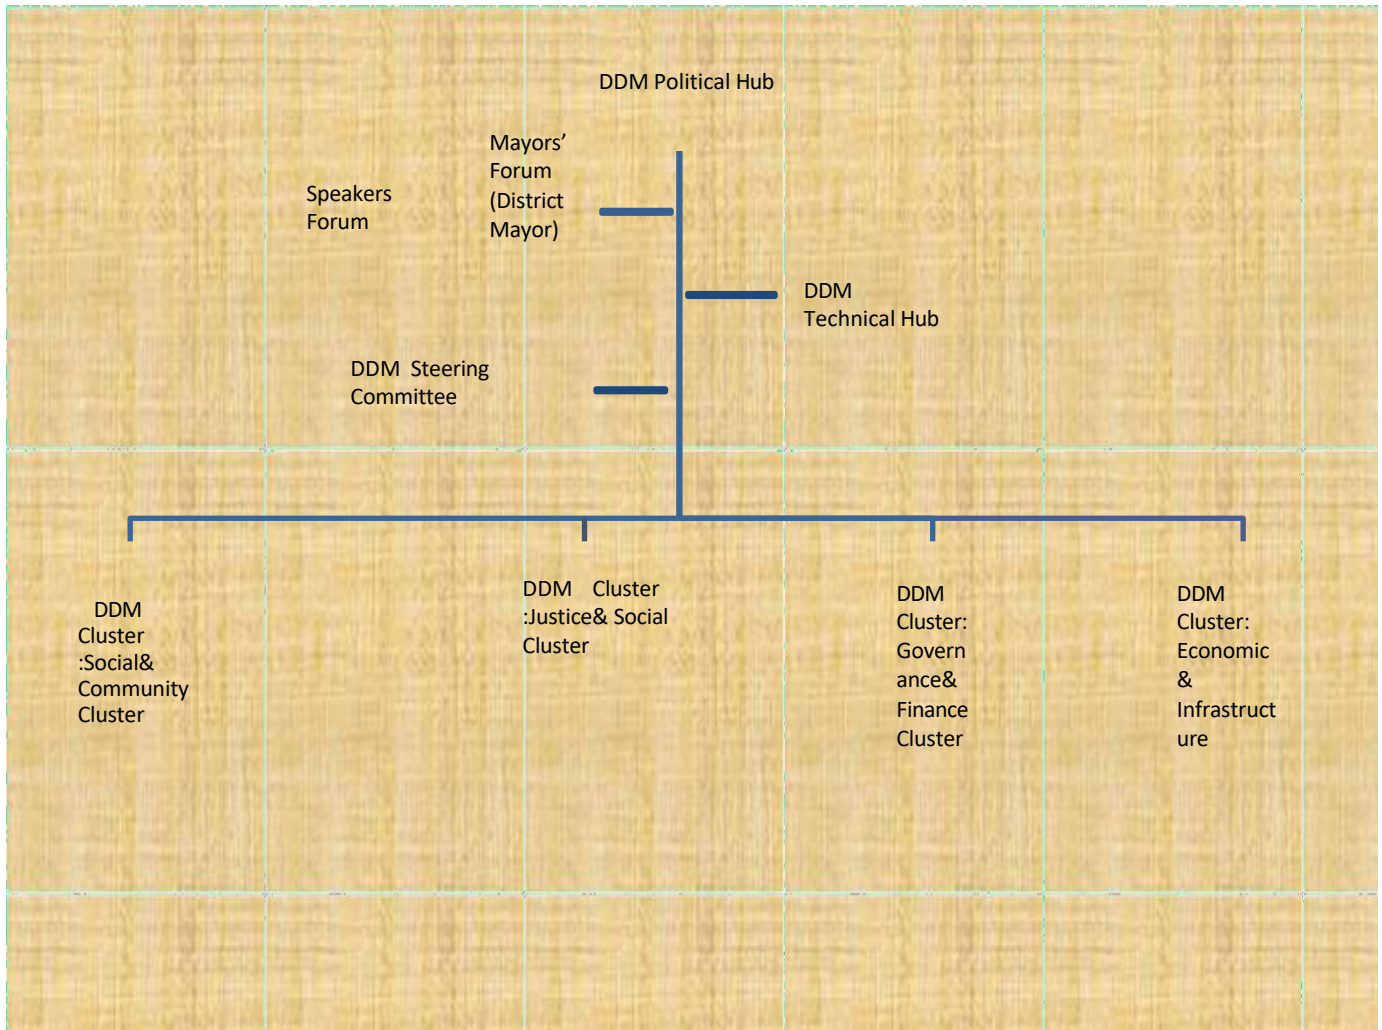 DDM Political Hub
Mayors’
Forum
(District
Mayor)
Speakers
Forum
DDM
Technical Hub
DDM Steering
Committee
DDM
Cluster
:Social&
Community
Cluster
DDM Cluster
:Justice& Social
Cluster
DDM
Cluster:
Govern
ance&
Finance
Cluster
DDM
Cluster:
Economic
&
Infrastruct
ure